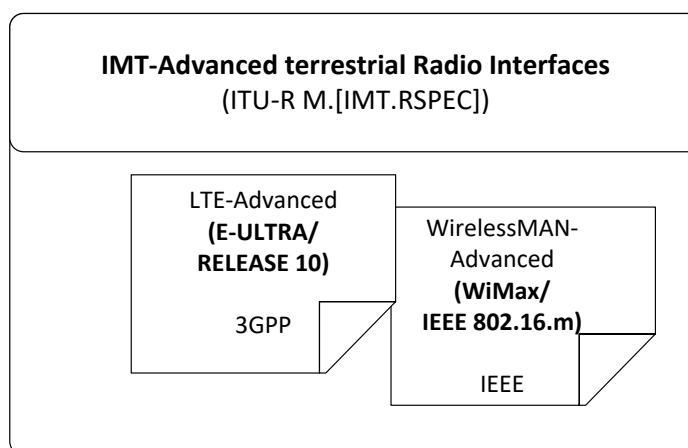 IMT-Advanced terrestrial Radio Interfaces
(ITU-R M.[IMT.RSPEC])
LTE-Advanced
(E-ULTRA/
RELEASE 10)
3GPP
WirelessMAN-
Advanced
(WiMax/
IEEE 802.16.m)
IEEE